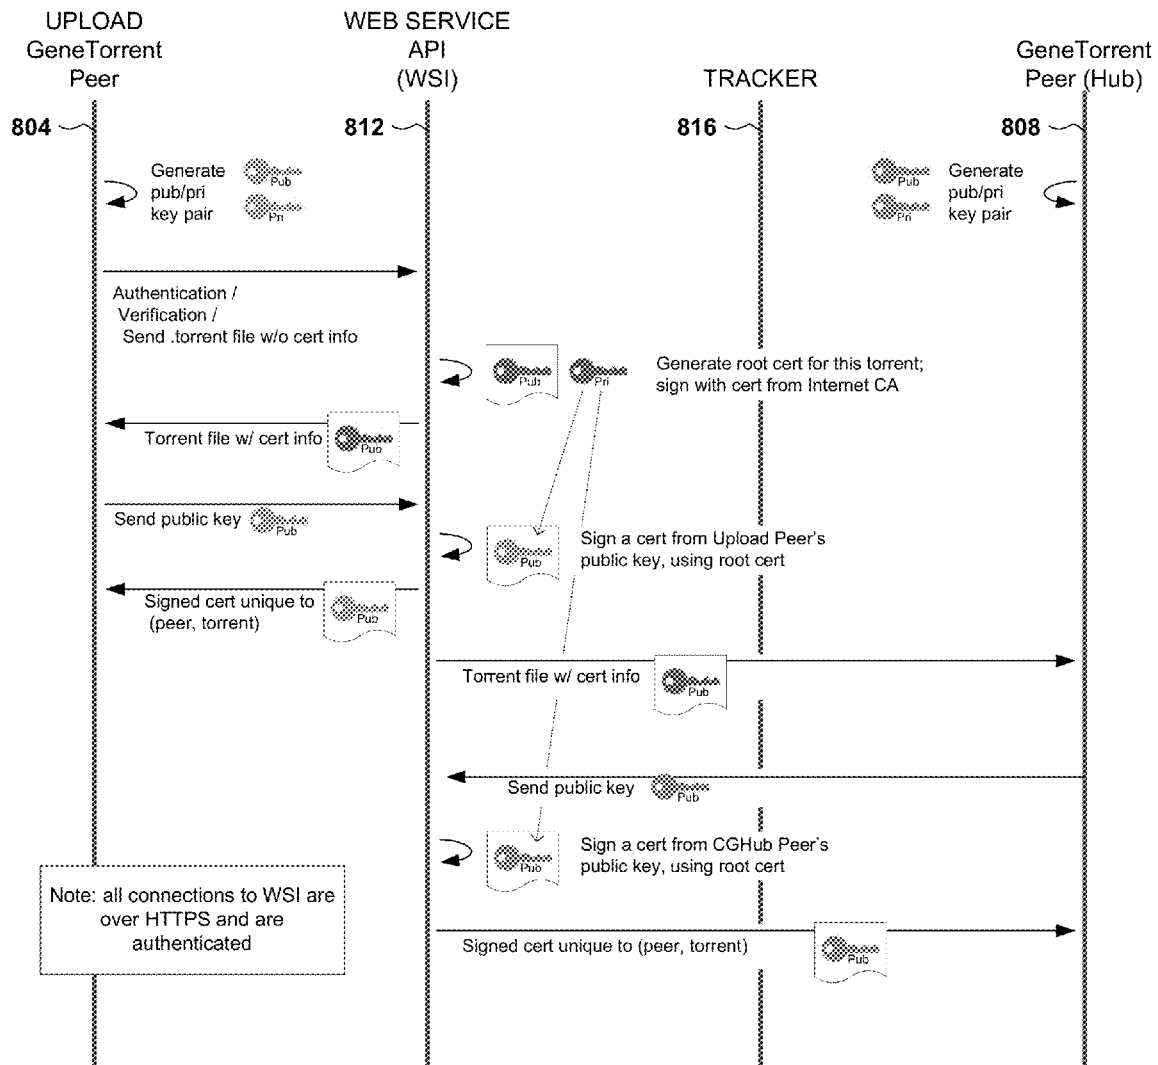 UPLOAD
GeneTorrent
Peer
WEB SERVICE
API
(WSI)
TRACKER
GeneTorrent
Peer (Hub)
804
812
816
808
Generate
pub/pri
key pair
Pub
Pri
Pub
Pri
Generate
pub/pri
key pair
Authentication /
Verification /
Send .torrent file w/o cert info
Pub
Pri
Generate root cert for this torrent;
sign with cert from Internet CA
Torrent file w/ cert info
Pub
Send public key
Pub
Pub
Sign a cert from Upload Peer's
public key, using root cert
Signed cert unique to
(peer, torrent)
Pub
Torrent file w/ cert info
Pub
Send public key
Pub
Pub
Sign a cert from CGHub Peer's
public key, using root cert
Note: all connections to WSI are
over HTTPS and are
authenticated
Signed cert unique to (peer, torrent)
Pub